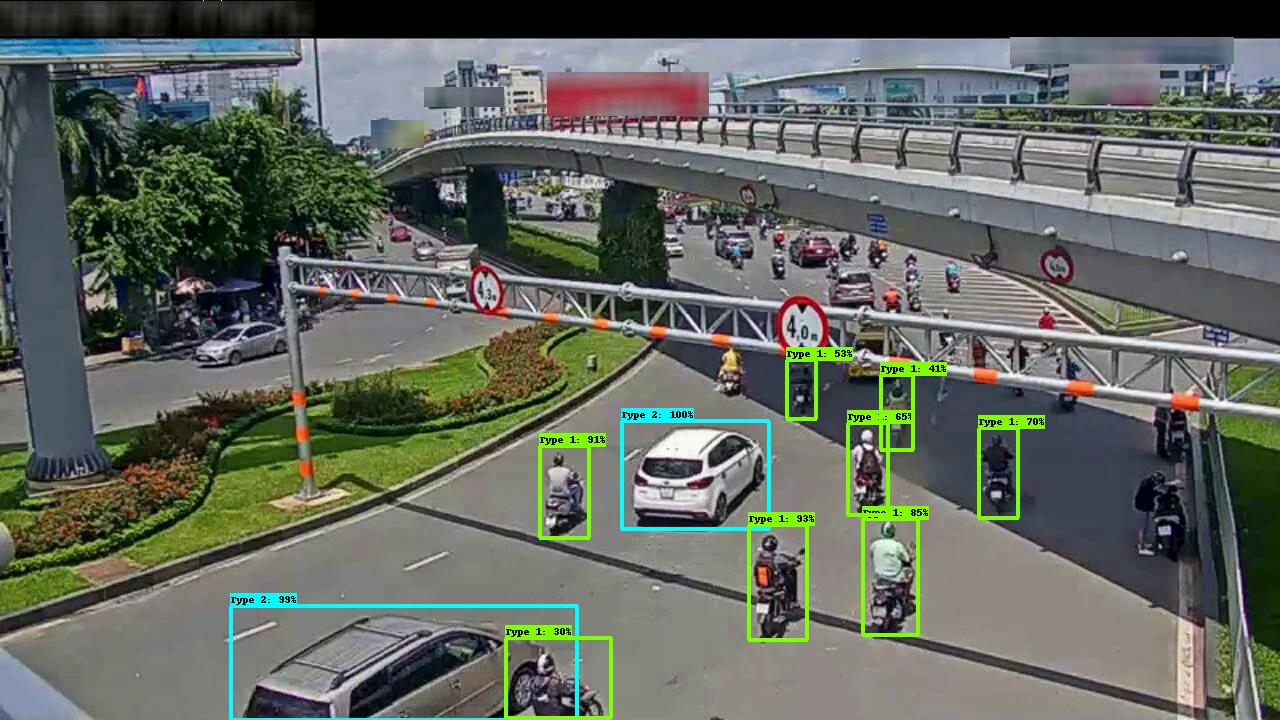 4.3m
4.0m
Type 1: 53%
Type 1: 41%
Type 2: 100%
Type 1: 65%
Type 1: 70%
Type 1: 91%
Type 1: 93%
Type 1: 85%
Type 2: 99%
Type 1: 30%